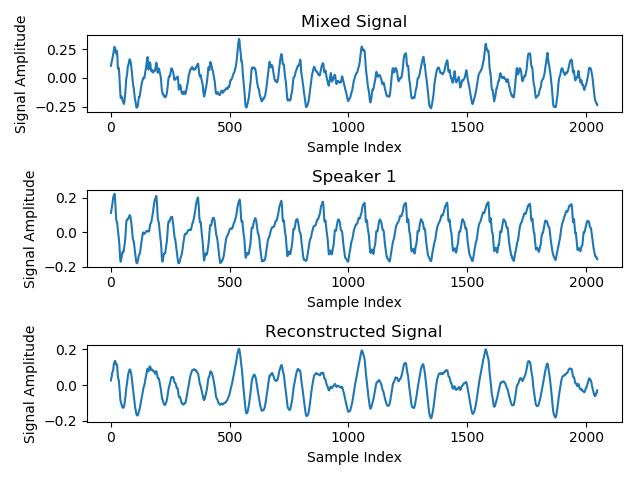 Mixed Signal
Signal Amplitude
0.25
0.00
−0.25
0 500 1000 1500 2000
Sample Index
Speaker 1
Signal Amplitude
0.2
0.0
−0.2
0 500 1000 1500 2000
Sample Index
Reconstructed Signal
Signal Amplitude
0.2
0.0
−0.2
0 500 1000 1500 2000
Sample Index